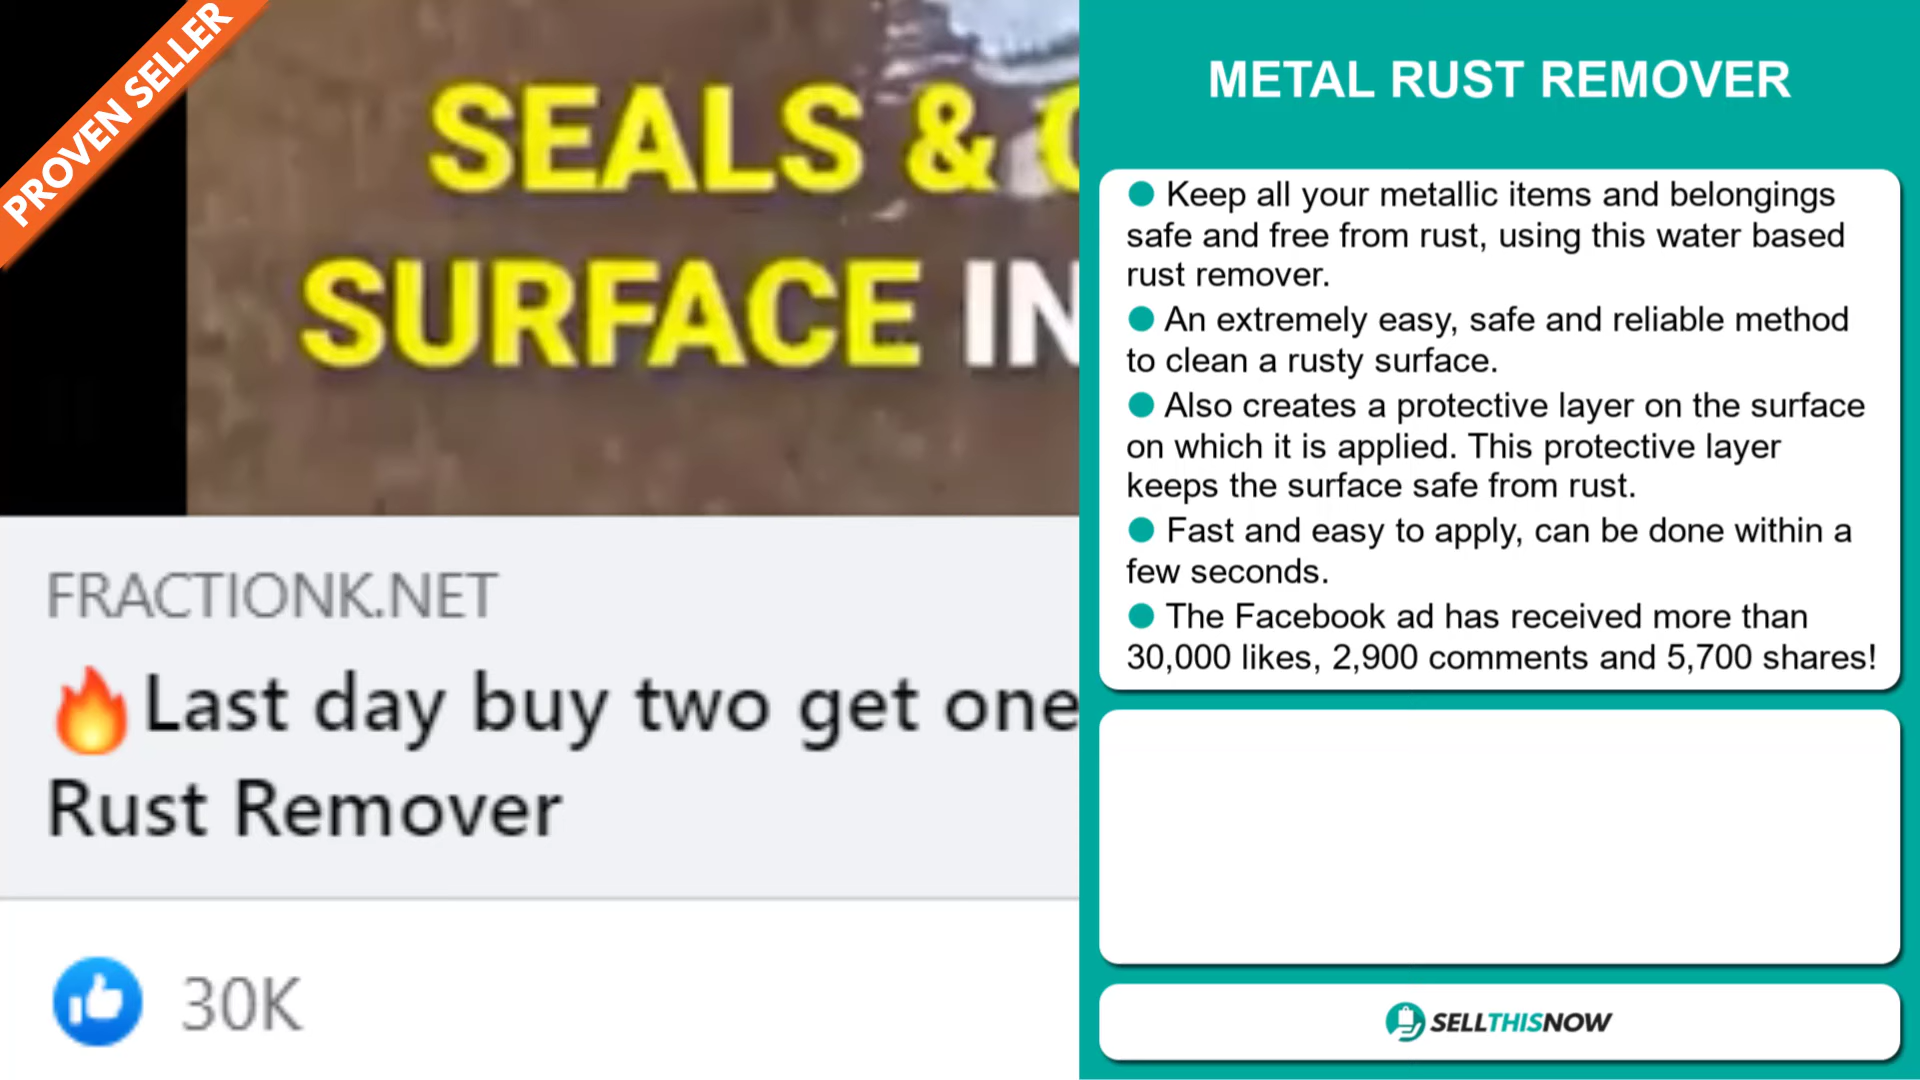 PROVEN SELLER
SEALS &
SURFACE IN
FRACTIONK.NET
🔥Last day buy two get one
Rust Remover
30K
METAL RUST REMOVER
● Keep all your metallic items and belongings
safe and free from rust, using this water based
rust remover.
● An extremely easy, safe and reliable method
to clean a rusty surface.
● Also creates a protective layer on the surface
on which it is applied. This protective layer
keeps the surface safe from rust.
● Fast and easy to apply, can be done within a
few seconds.
● The Facebook ad has received more than
30,000 likes, 2,900 comments and 5,700 shares!
SELLTHISNOW